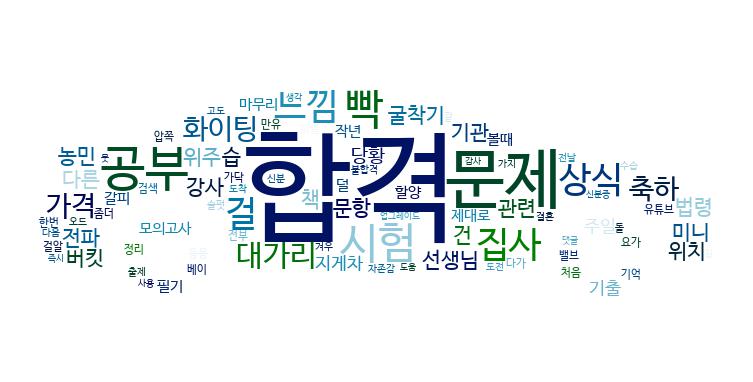 고도 생각
마무리 느낌 빡 굴착기
화이팅 만유 작년 기관 볼때
압쪽 합격 문제
농민 위주 습 당황 강사 가지 전날 수습
다른 공부 강사 가닥 신분 불합격 상식 축하
검색 도착 덜 할양 신분증
갈피 책
가격 좀더 슬펏 걸 문항 관련 결혼 유튜브 법령
한번 오드 업그레이드 제대로 주일 돌 미니
다음 전파 모의고사 전부 시험 건 집사 댓글 요가 위치
걸알 버킷 정리 대가리 겨우 선생님 밸브
즉시 지게차 자존감 도움 도전 다가 처음 기억
출제 베이
사용 필기 기출